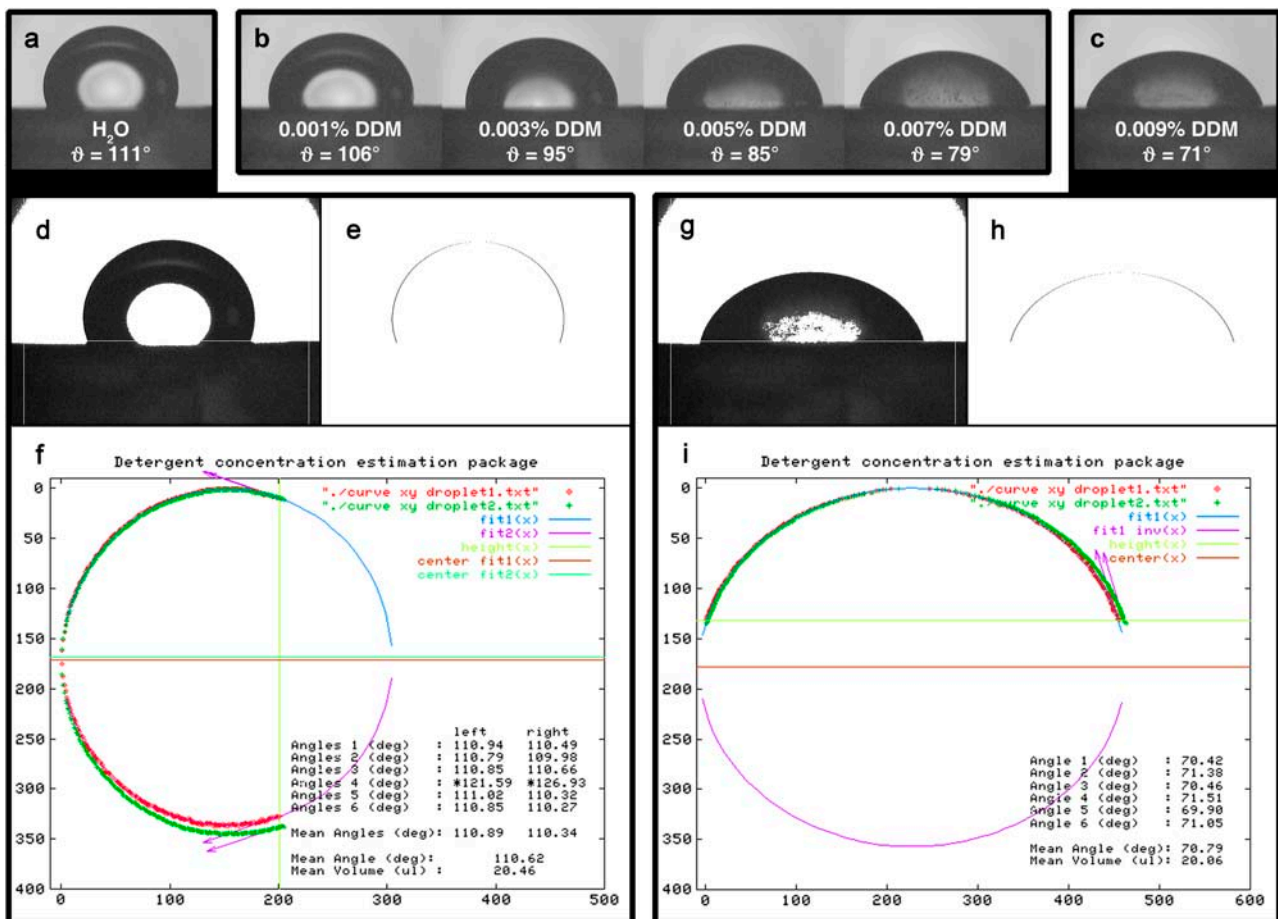 a
H2O
ϑ = 111°
b
0.001% DDM
ϑ = 106°
0.003% DDM
ϑ = 95°
0.005% DDM
ϑ = 85°
0.007% DDM
ϑ = 79°
c
0.009% DDM
ϑ = 71°
d
e
g
h
f
Detergent concentration estimation package
"./curve xy droplet1.txt"
"./curve xy droplet2.txt"
fit1(x)
fit2(x)
height(x)
center fit1(x)
center fit2(x)
0
50
100
150
200
250
300
350
400
left right
Angles 1 (deg) : 110.94 110.49
Angles 2 (deg) : 110.79 109.98
Angles 3 (deg) : 110.85 110.66
Angles 4 (deg) : *121.59 *126.93
Angles 5 (deg) : 111.02 110.32
Angles 6 (deg) : 110.85 110.27
Mean Angles (deg): 110.89 110.34
Mean Angle (deg): 110.62
Mean Volume (ul) : 20.46
0 100 200 300 400 500
i
Detergent concentration estimation package
"./curve xy droplet1.txt"
"./curve xy droplet2.txt"
fit1(x)
fit1 inv(x)
height(x)
center(x)
0
50
100
150
200
250
300
350
400
Angle 1 (deg) : 70.42
Angle 2 (deg) : 71.38
Angle 3 (deg) : 70.46
Angle 4 (deg) : 71.51
Angle 5 (deg) : 69.90
Angle 6 (deg) : 71.05
Mean Angle (deg) : 70.79
Mean Volume (ul) : 20.06
0 100 200 300 400 500 600